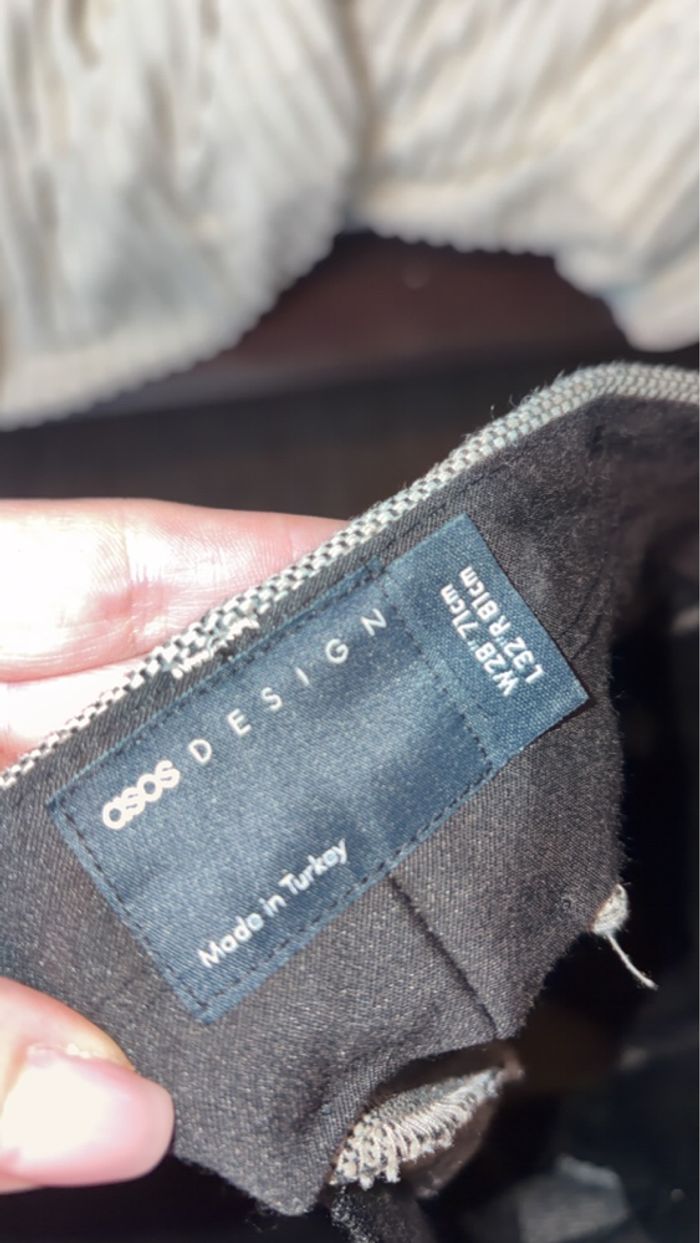 asos DESIGN
Made in Turkey
W28" 71cm
L32" R 81cm